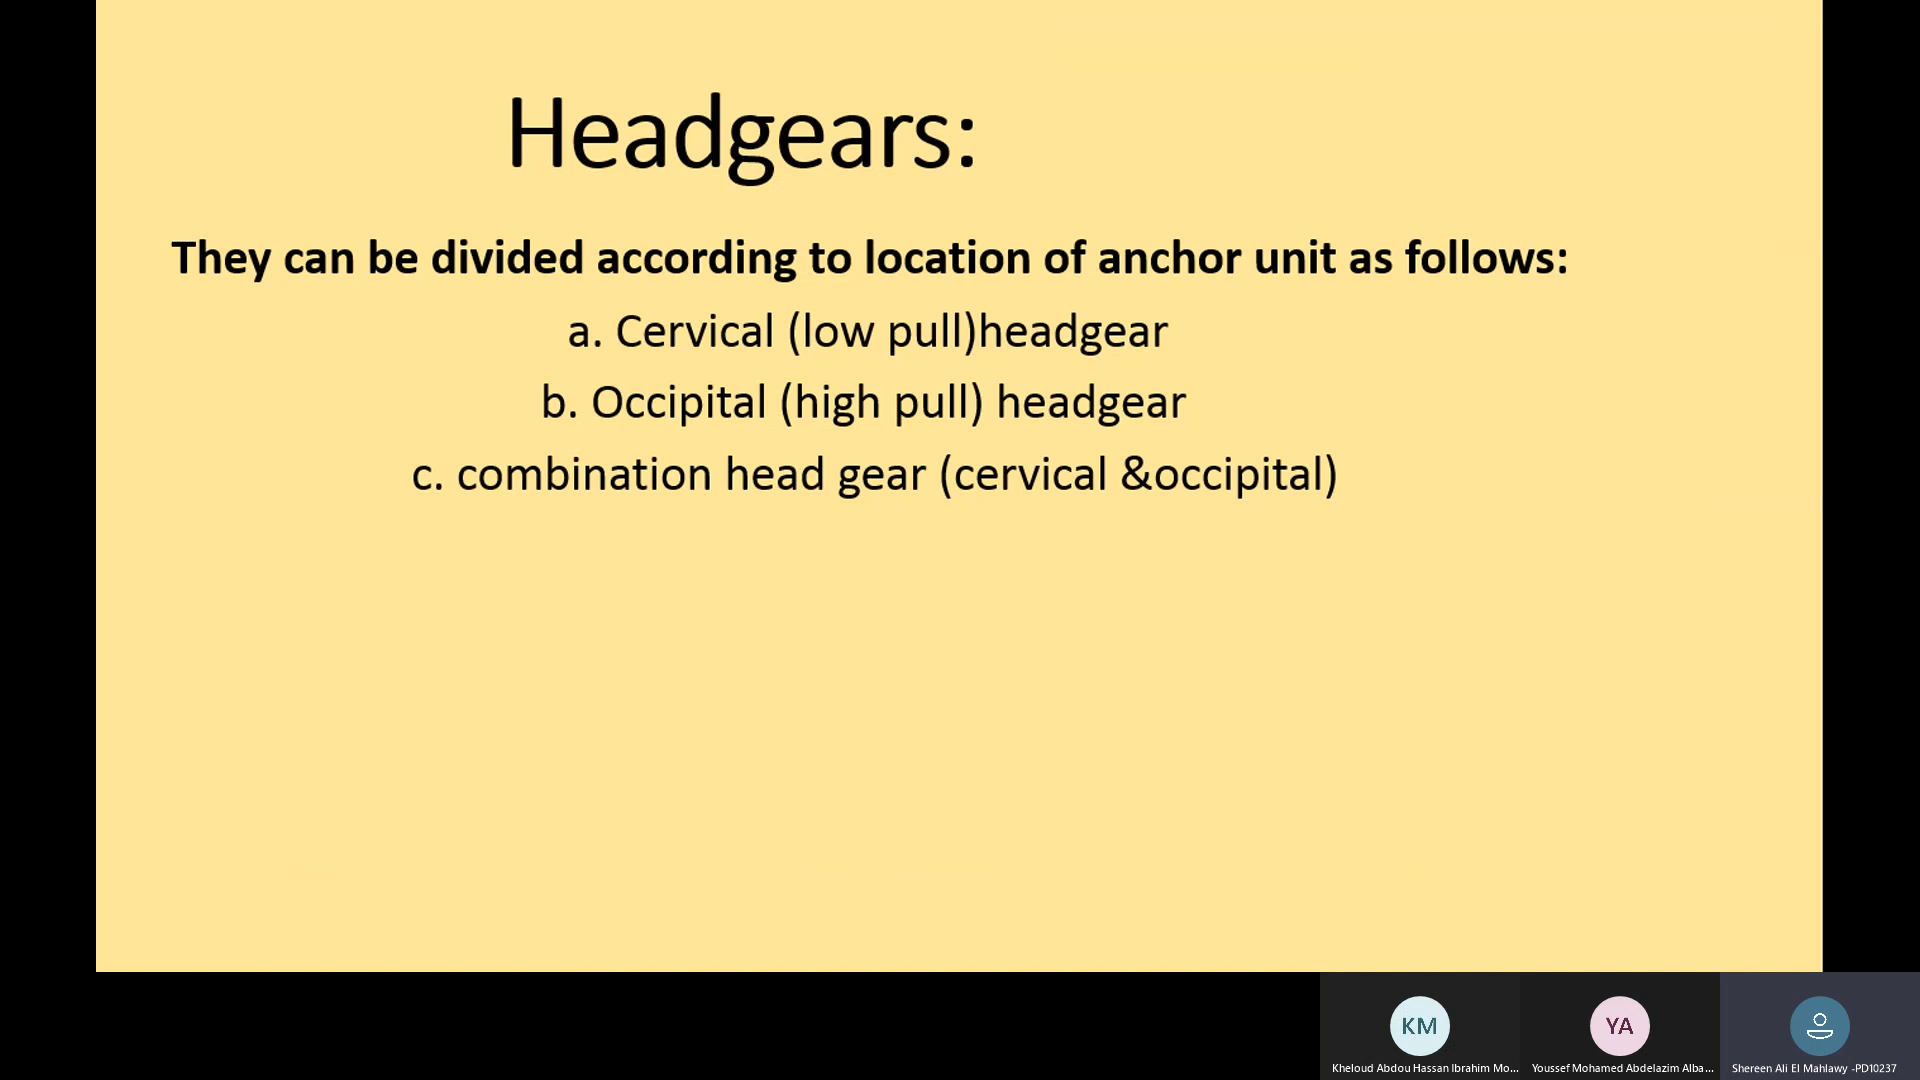 Headgears:
They can be divided according to location of anchor unit as follows:
a. Cervical (low pull)headgear
b. Occipital (high pull) headgear
c. combination head gear (cervical &occipital)
KM
YA
Kheloud Abdou Hassan Ibrahim Mo...
Youssef Mohamed Abdelazim Alba...
Shereen Ali El Mahlawy -PD10237